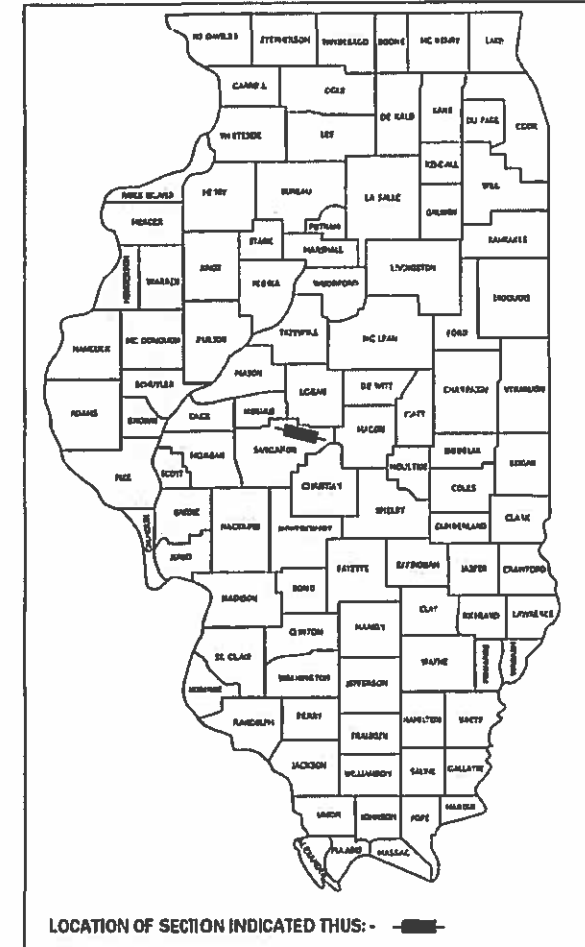 JO DAVIESS STEPHENSON WINNEBAGO BOONE MC HENRY LAKE
CARROLL OGLE
KANE
DE KALB DU PAGE COOK
WHITESIDE LEE
KENDALL
ROCK ISLAND HENRY BUREAU LA SALLE WILL
MERCER PUTNAM GRUNDY
STARK
MARSHALL KANKAKEE
HENDERSON WARREN KNOX PEORIA WOODFORD LIVINGSTON
IROQUOIS
TAZEWELL FORD
HANCOCK MC DONOUGH FULTON MC LEAN
MASON
SCHUYLER LOGAN DE WITT
ADAMS CHAMPAIGN VERMILION
BROWN CASS MENARD PIATT
MACON
SANGAMON
MORGAN DOUGLAS
PIKE SCOTT CHRISTIAN MOULTRIE EDGAR
COLES
GREENE SHELBY
MACOUPIN MONTGOMERY CUMBERLAND CLARK
CALHOUN
JERSEY FAYETTE EFFINGHAM JASPER CRAWFORD
MADISON BOND
CLAY RICHLAND LAWRENCE
CLINTON MARION
ST. CLAIR WAYNE EDWARDS WABASH
MONROE WASHINGTON JEFFERSON
RANDOLPH PERRY HAMILTON WHITE
FRANKLIN
JACKSON WILLIAMSON SALINE GALLATIN
UNION JOHNSON POPE HARDIN
ALEXANDER PULASKI MASSAC
LOCATION OF SECTION INDICATED THUS: -